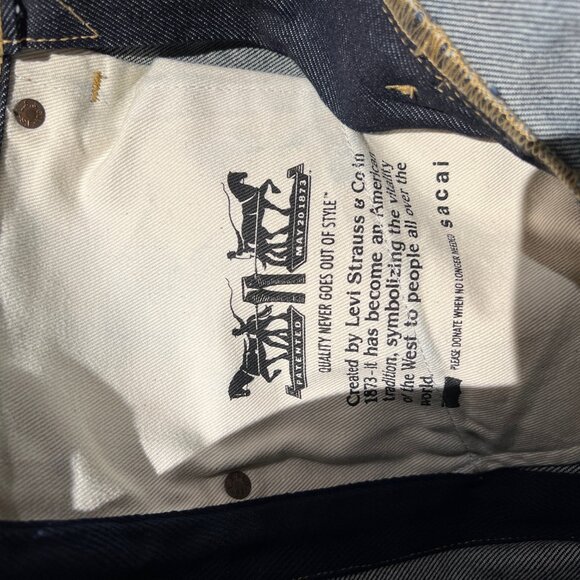 PATENTED
MAY 20 1873
QUALITY NEVER GOES OUT OF STYLE™
Created by Levi Strauss & Co in
1873-it has become an American
tradition, symbolizing the vitality
of the West to people all over the
world.
PLEASE DONATE WHEN NO LONGER NEEDED
sacai